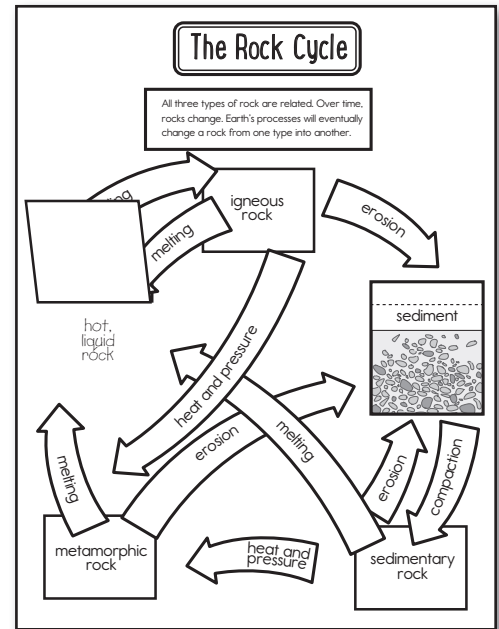 The Rock Cycle
All three types of rock are related. Over time,
rocks change. Earth's processes will eventually
change a rock from one type into another.
igneous
rock
erosion
melting
sediment
hot,
liquid
rock
heat and pressure
erosion
melting
melting
erosion
compaction
metamorphic
rock
heat and
pressure
sedimentary
rock